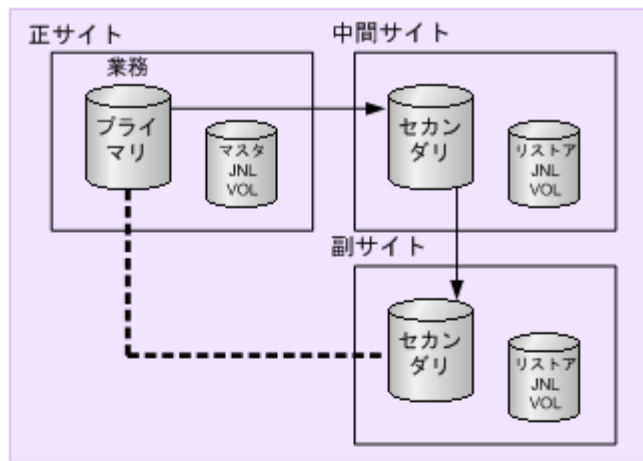 正サイト
業務
プライ
マリ
マスタ
JNL
VOL
中間サイト
セカン
ダリ
リストア
JNL
VOL
副サイト
セカン
ダリ
リストア
JNL
VOL